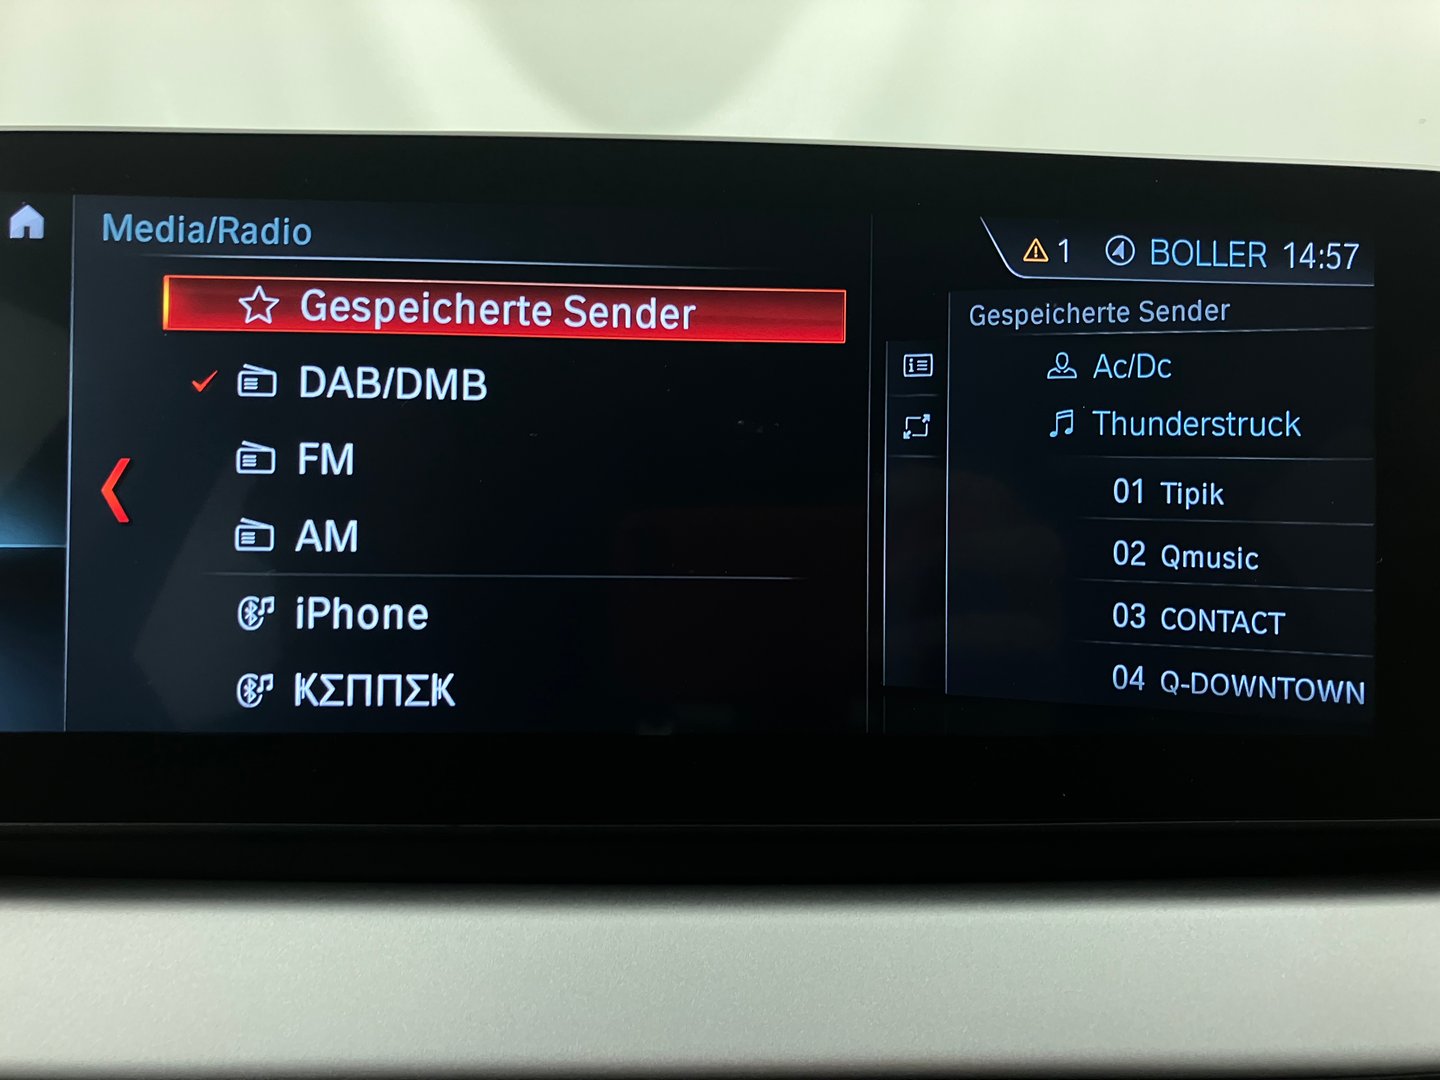 Media/Radio
1 BOLLER 14:57
Gespeicherte Sender
DAB/DMB
FM
AM
iPhone
ҜΣΠΠΣҜ
Gespeicherte Sender
Ac/Dc
Thunderstruck
01 Tipik
02 Qmusic
03 CONTACT
04 Q-DOWNTOWN